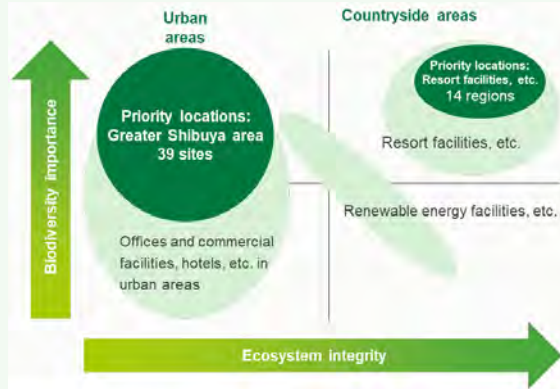 Urban
areas
Countryside areas
Priority locations:
Greater Shibuya area
39 sites
Priority locations:
Resort facilities, etc.
14 regions
Resort facilities, etc.
Renewable energy facilities, etc.
Offices and commercial
facilities, hotels, etc. in
urban areas
Biodiversity importance
Ecosystem integrity